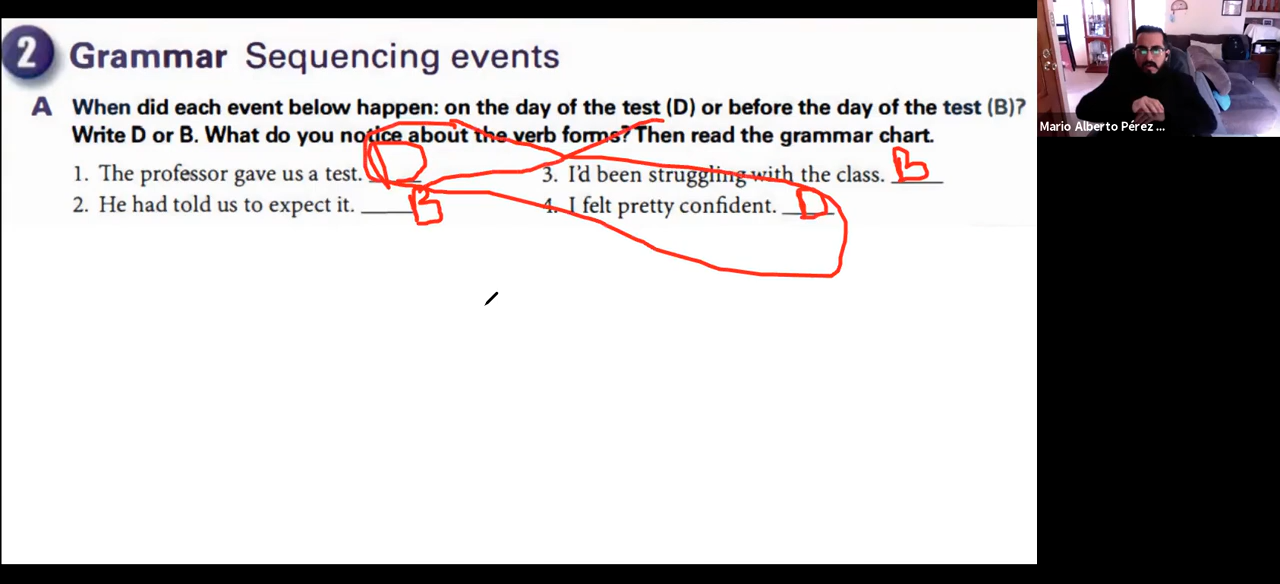 2 Grammar Sequencing events
A When did each event below happen: on the day of the test (D) or before the day of the test (B)?
Write D or B. What do you notice about the verb forms? Then read the grammar chart.
1. The professor gave us a test. D
2. He had told us to expect it. B
3. I'd been struggling with the class. B
4. I felt pretty confident. D
Mario Alberto Pérez ...